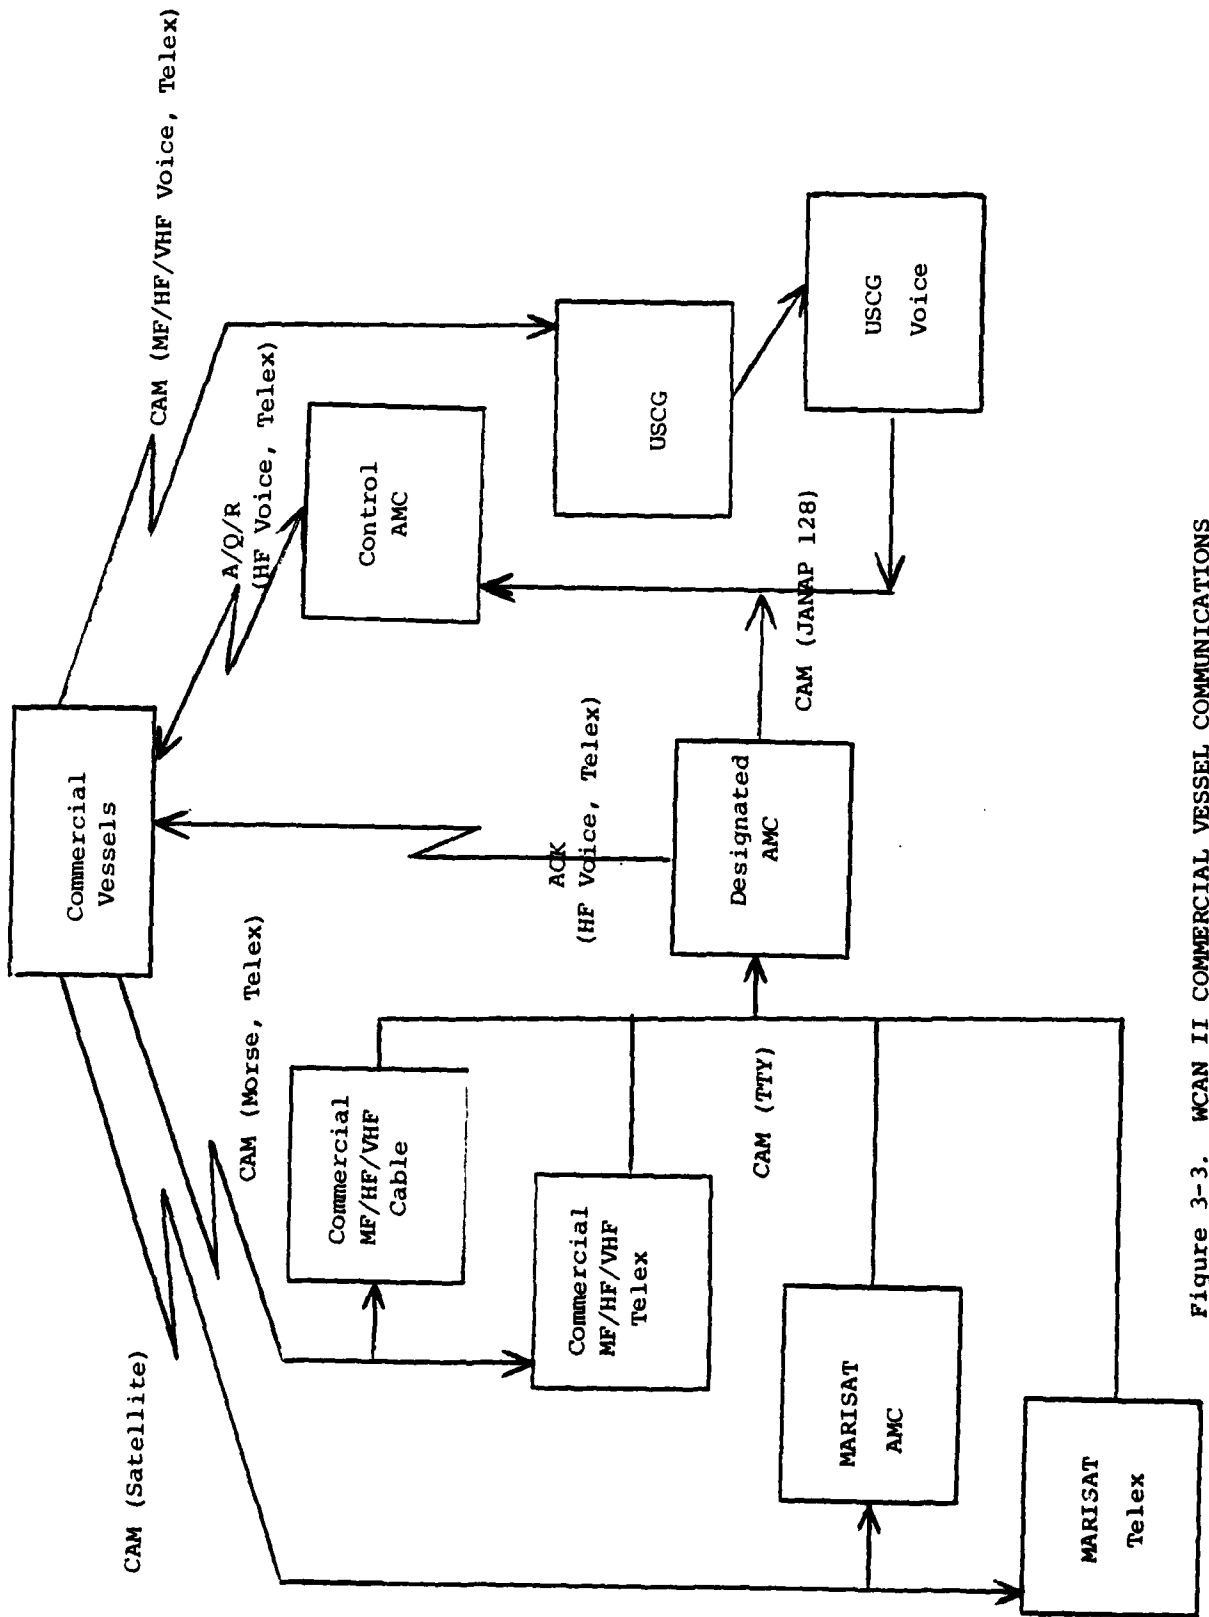 Commercial
Vessels
CAM (Satellite)
CAM (Morse, Telex)
ACK
(HF Voice, Telex)
A/Q/R
(HF Voice, Telex)
CAM (MF/HF/VHF Voice, Telex)
Commercial
MF/HF/VHF
Cable
Commercial
MF/HF/VHF
Telex
MARISAT
AMC
MARISAT
Telex
CAM (TTY)
Designated
AMC
CAM (JANAP 128)
Control
AMC
USCG
USCG
Voice
Figure 3-3. WCAN II COMMERCIAL VESSEL COMMUNICATIONS